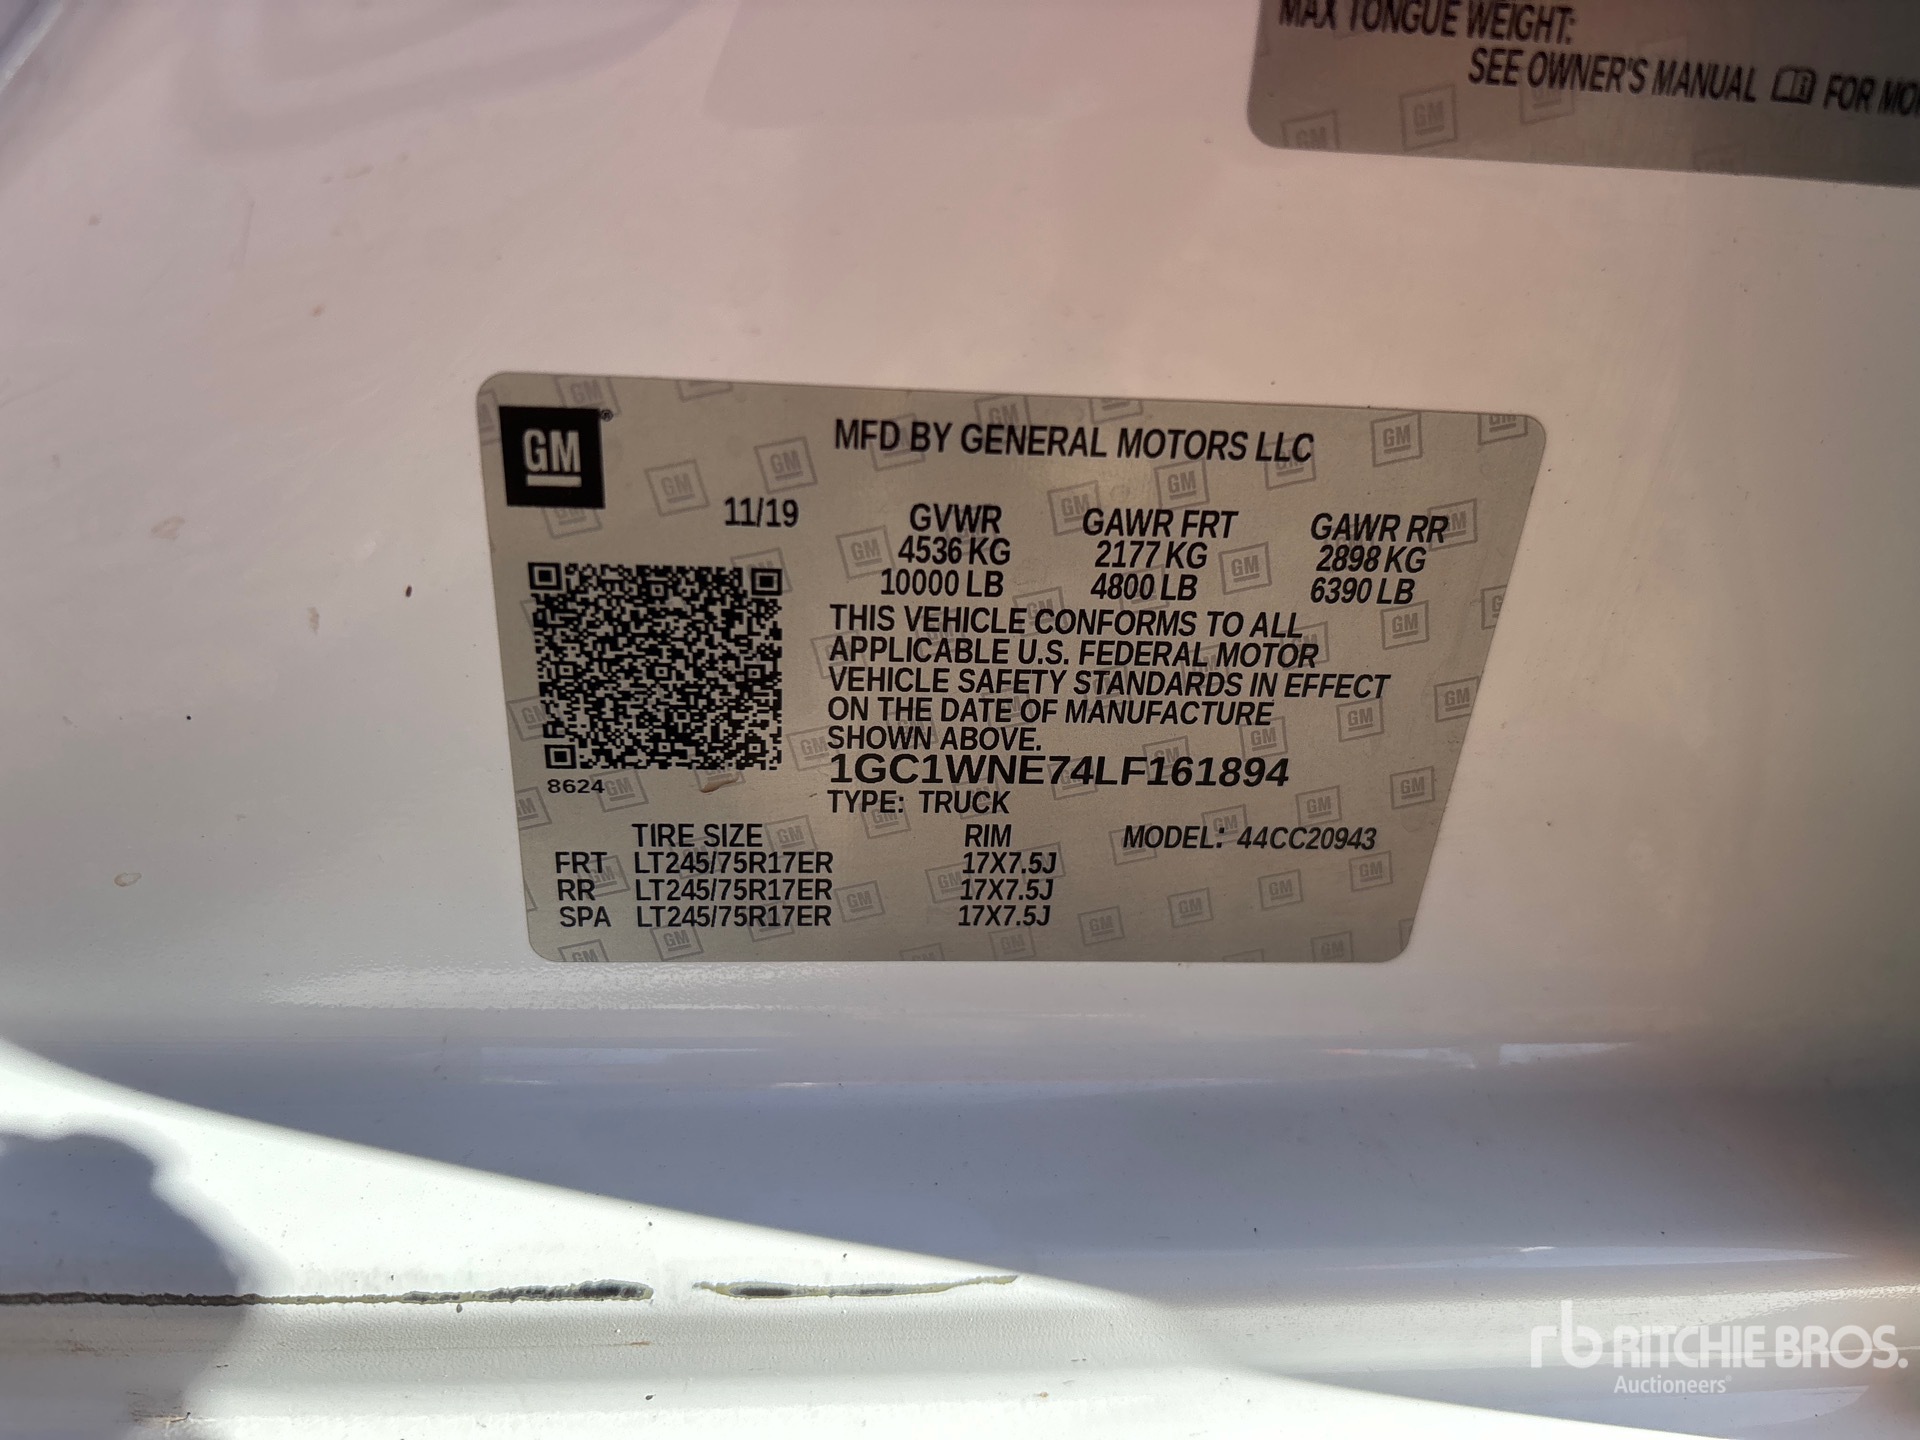 MAX TONGUE WEIGHT:
SEE OWNER'S MANUAL FOR
GM
MFD BY GENERAL MOTORS LLC
11/19 GVWR GAWR FRT GAWR RR
4536 KG 2177 KG 2898 KG
10000 LB 4800 LB 6390 LB
THIS VEHICLE CONFORMS TO ALL
APPLICABLE U.S. FEDERAL MOTOR
VEHICLE SAFETY STANDARDS IN EFFECT
ON THE DATE OF MANUFACTURE
SHOWN ABOVE.
1GC1WNE74LF161894
8624
TYPE: TRUCK
TIRE SIZE RIM MODEL: 44CC20943
FRT LT245/75R17ER 17X7.5J
RR LT245/75R17ER 17X7.5J
SPA LT245/75R17ER 17X7.5J
rb RITCHIE BROS.
Auctioneers